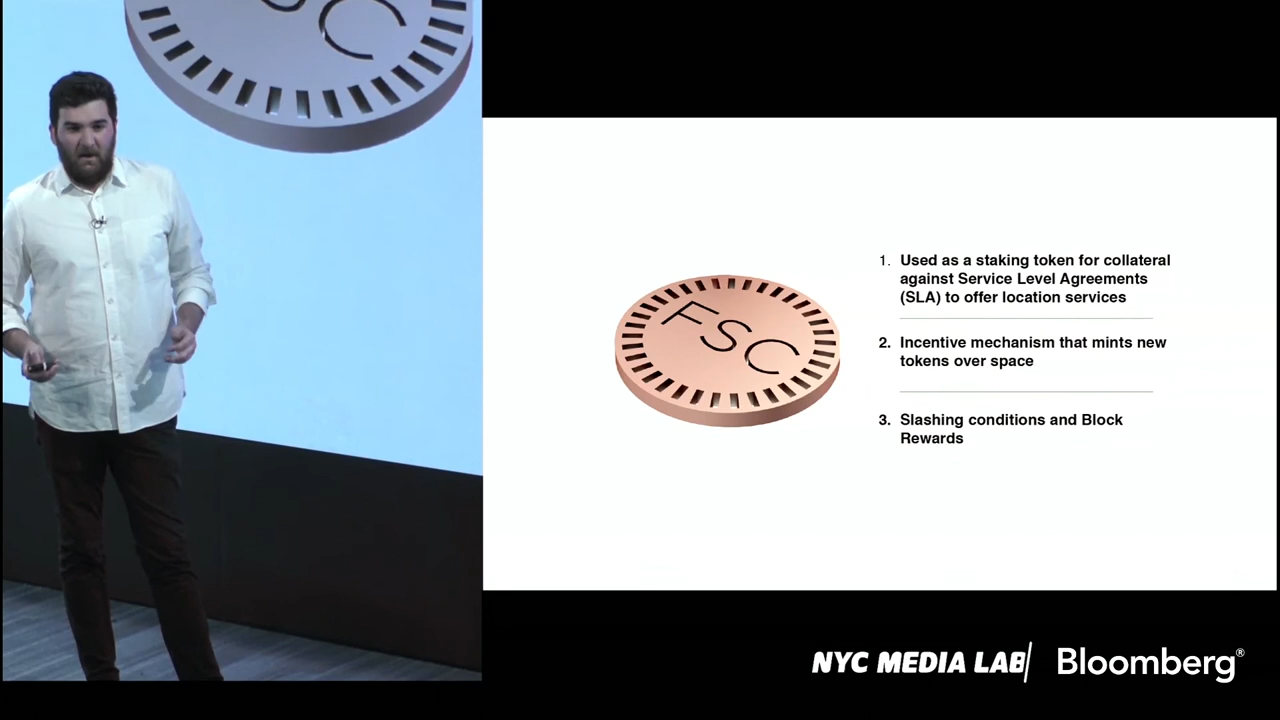 SC
FSC
1. Used as a staking token for collateral
against Service Level Agreements
(SLA) to offer location services
2. Incentive mechanism that mints new
tokens over space
3. Slashing conditions and Block
Rewards
NYC MEDIA LAB
Bloomberg®